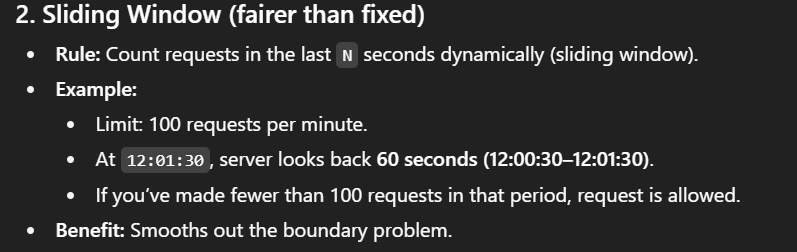 2. Sliding Window (fairer than fixed)
• Rule: Count requests in the last N seconds dynamically (sliding window).
• Example:
• Limit: 100 requests per minute.
• At 12:01:30, server looks back 60 seconds (12:00:30–12:01:30).
• If you’ve made fewer than 100 requests in that period, request is allowed.
• Benefit: Smooths out the boundary problem.